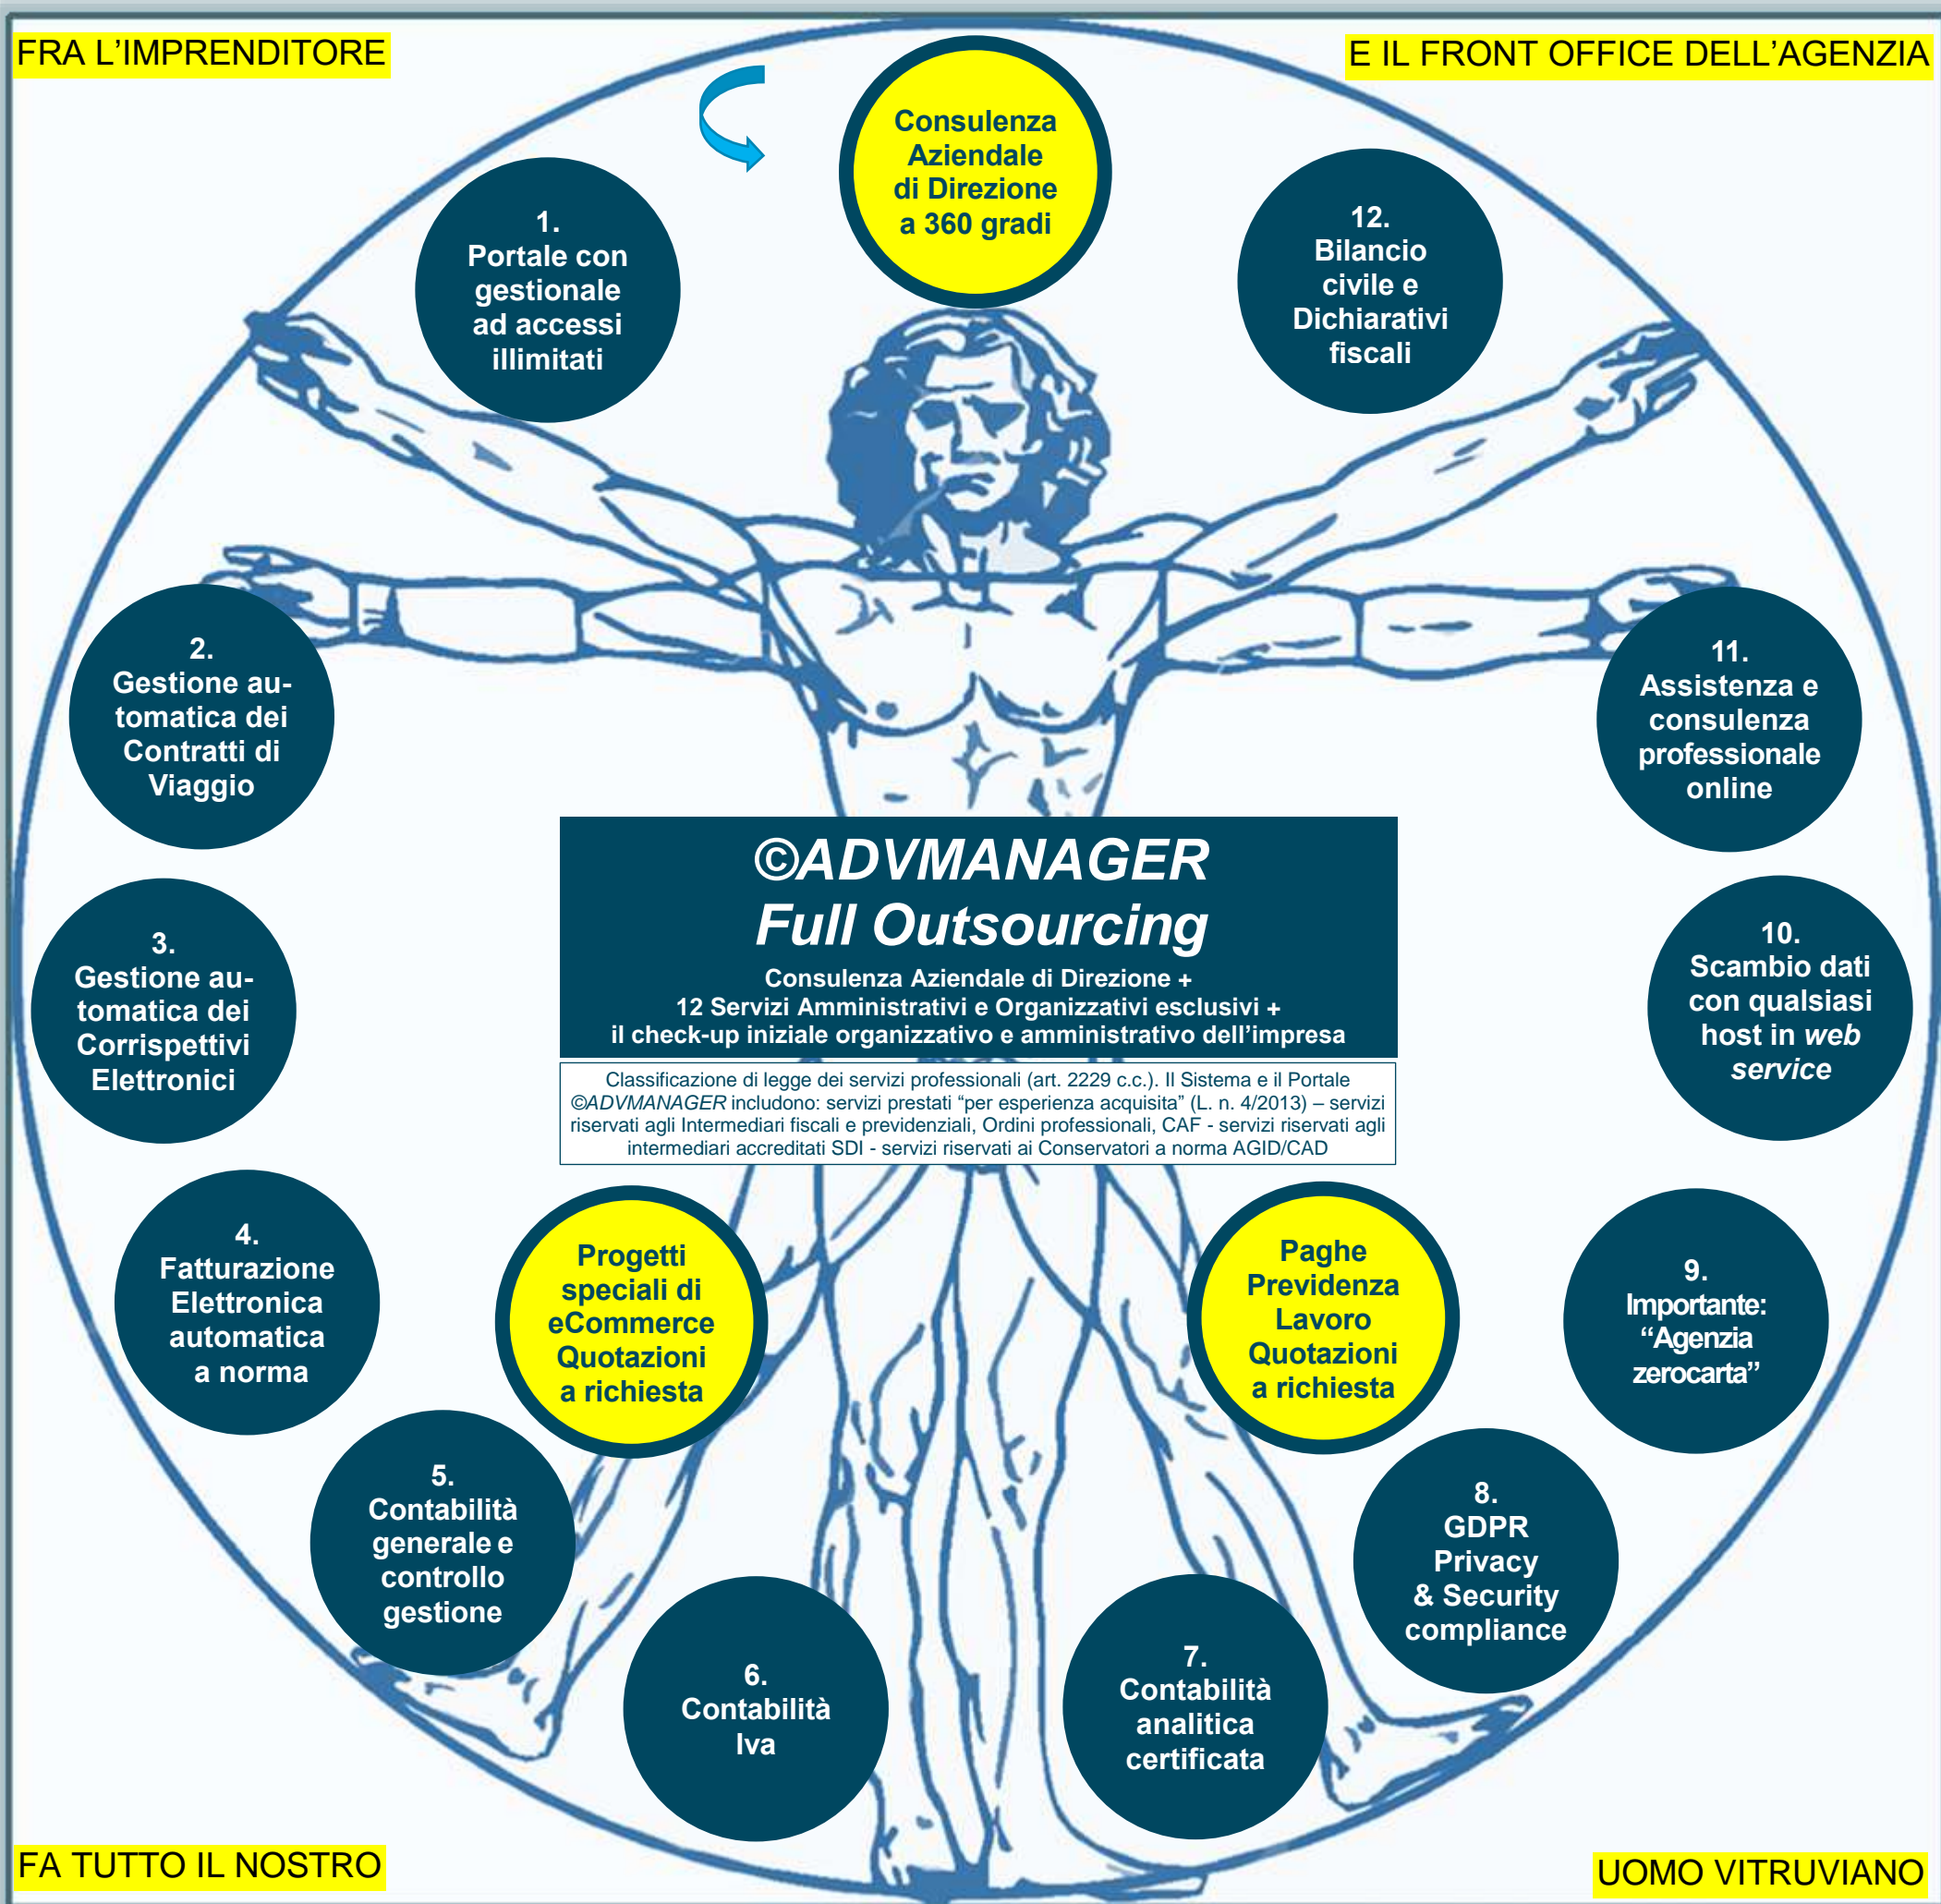 FRA L'IMPRENDITORE
E IL FRONT OFFICE DELL'AGENZIA
Consulenza
Aziendale
di Direzione
a 360 gradi
1.
Portale con
gestionale
ad accessi
illimitati
12.
Bilancio
civile e
Dichiarativi
fiscali
2.
Gestione au-
tomatica dei
Contratti di
Viaggio
11.
Assistenza e
consulenza
professionale
online
©ADVMANAGER
Full Outsourcing
Consulenza Aziendale di Direzione +
12 Servizi Amministrativi e Organizzativi esclusivi +
il check-up iniziale organizzativo e amministrativo dell'impresa
3.
Gestione au-
tomatica dei
Corrispettivi
Elettronici
10.
Scambio dati
con qualsiasi
host in web
service
Classificazione di legge dei servizi professionali (art. 2229 c.c.). Il Sistema e il Portale
©ADVMANAGER includono: servizi prestati “per esperienza acquisita” (L. n. 4/2013) – servizi
riservati agli Intermediari fiscali e previdenziali, Ordini professionali, CAF - servizi riservati agli
intermediari accreditati SDI - servizi riservati ai Conservatori a norma AGID/CAD
4.
Fatturazione
Elettronica
automatica
a norma
Progetti
speciali di
eCommerce
Quotazioni
a richiesta
Paghe
Previdenza
Lavoro
Quotazioni
a richiesta
9.
Importante:
“Agenzia
zerocarta”
5.
Contabilità
generale e
controllo
gestione
8.
GDPR
Privacy
& Security
compliance
6.
Contabilità
Iva
7.
Contabilità
analitica
certificata
FA TUTTO IL NOSTRO
UOMO VITRUVIANO